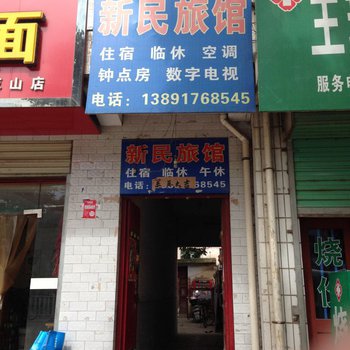 面
山店
新民旅馆
住宿 临休 空调
钟点房 数字电视
电话：13891768545
王
服务电
新民旅馆
住宿 临休 午休
电话：
68545
烧